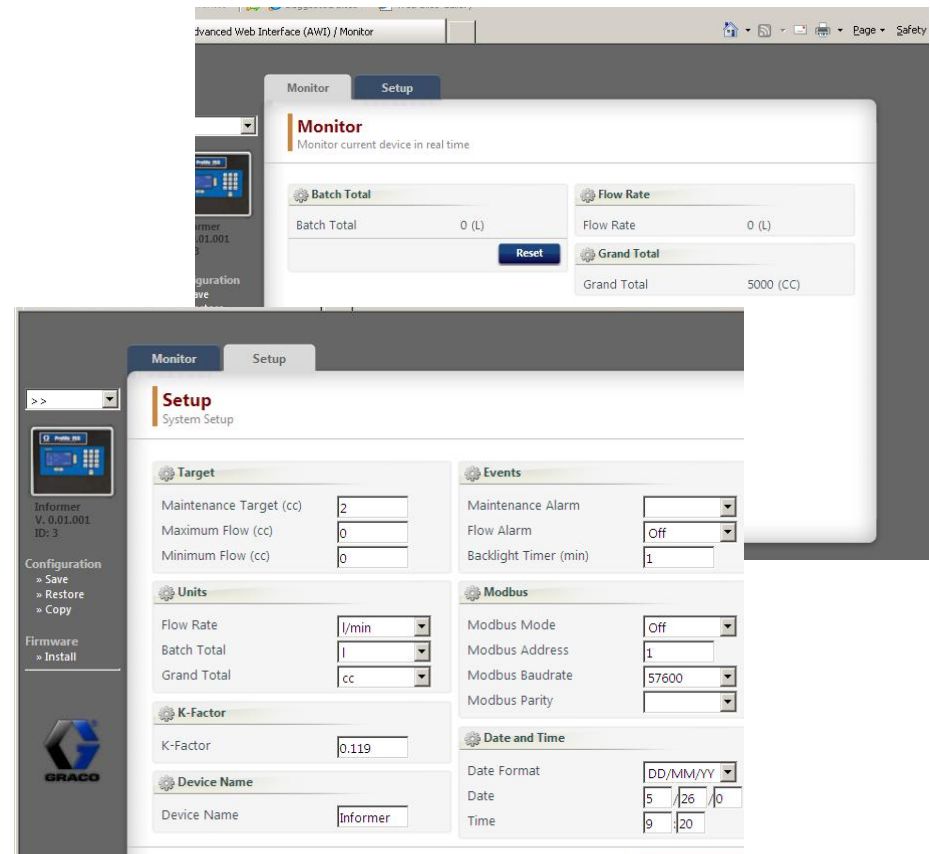 dvanced Web Interface (AWI) / Monitor
Page
Safety
Monitor
Setup
Monitor
Monitor current device in real time
Batch Total
Batch Total 0 (L)
Reset
Flow Rate
Flow Rate 0 (L)
Grand Total
Grand Total 5000 (CC)
rmer
.01.001
3
guration
ave
Monitor
Setup
>>
Setup
System Setup
Informer
V. 0.01.001
ID: 3
Configuration
» Save
» Restore
» Copy
Firmware
» Install
GRACO
Target
Maintenance Target (cc) 2
Maximum Flow (cc) 0
Minimum Flow (cc) 0
Units
Flow Rate l/min
Batch Total l
Grand Total cc
K-Factor
K-Factor 0.119
Device Name
Device Name Informer
Events
Maintenance Alarm
Flow Alarm Off
Backlight Timer (min) 1
Modbus
Modbus Mode Off
Modbus Address 1
Modbus Baudrate 57600
Modbus Parity
Date and Time
Date Format DD/MM/YY
Date 5 /26 /0
Time 9 :20